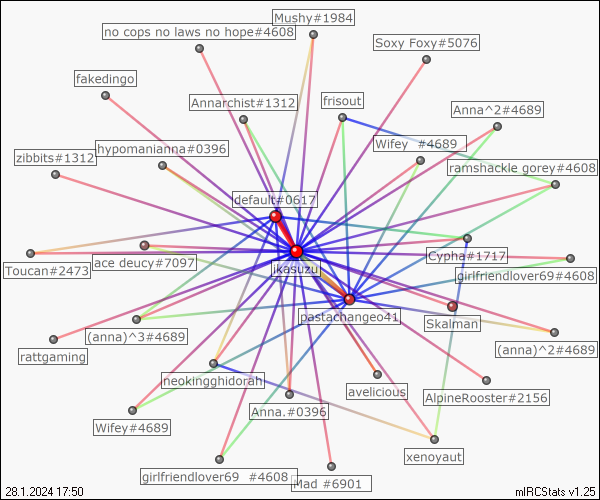 Mushy#1984
no cops no laws no hope#4608
Soxy Foxy#5076
fakedingo
Annarchist#1312
frisout
Anna^2#4689
Wifey  #4689
hypomanianna#0396
zibbits#1312
ramshackle gorey#4608
default#0617
Cypha#1717
ace deucy#7097
jikasuzu
Toucan#2473
girlfriendlover69#4608
pastachangeo41
Skalman
(anna)^3#4689
rattgaming
(anna)^2#4689
neokingghidorah
avelicious
AlpineRooster#2156
Anna.#0396
Wifey#4689
xenoyaut
girlfriendlover69  #4608
Mad #6901
28.1.2024 17:50
mIRCStats v1.25